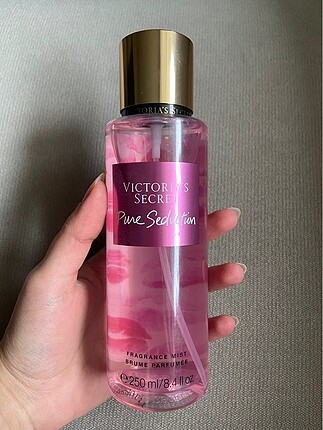 VICTORIA'S
SECRET
Pure Seduction
FRAGRANCE MIST
BRUME PARFUMÉE
℮ 250 ml/8.4 fl oz